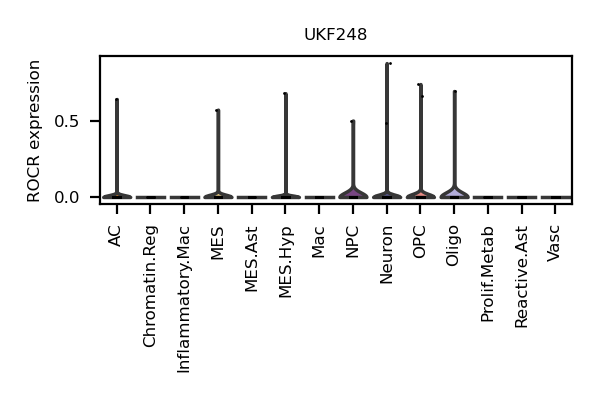 UKF248
ROCR expression
0.5
0.0
AC
Chromatin.Reg
Inflammatory.Mac
MES
MES.Ast
MES.Hyp
Mac
NPC
Neuron
OPC
Oligo
Prolif.Metab
Reactive.Ast
Vasc